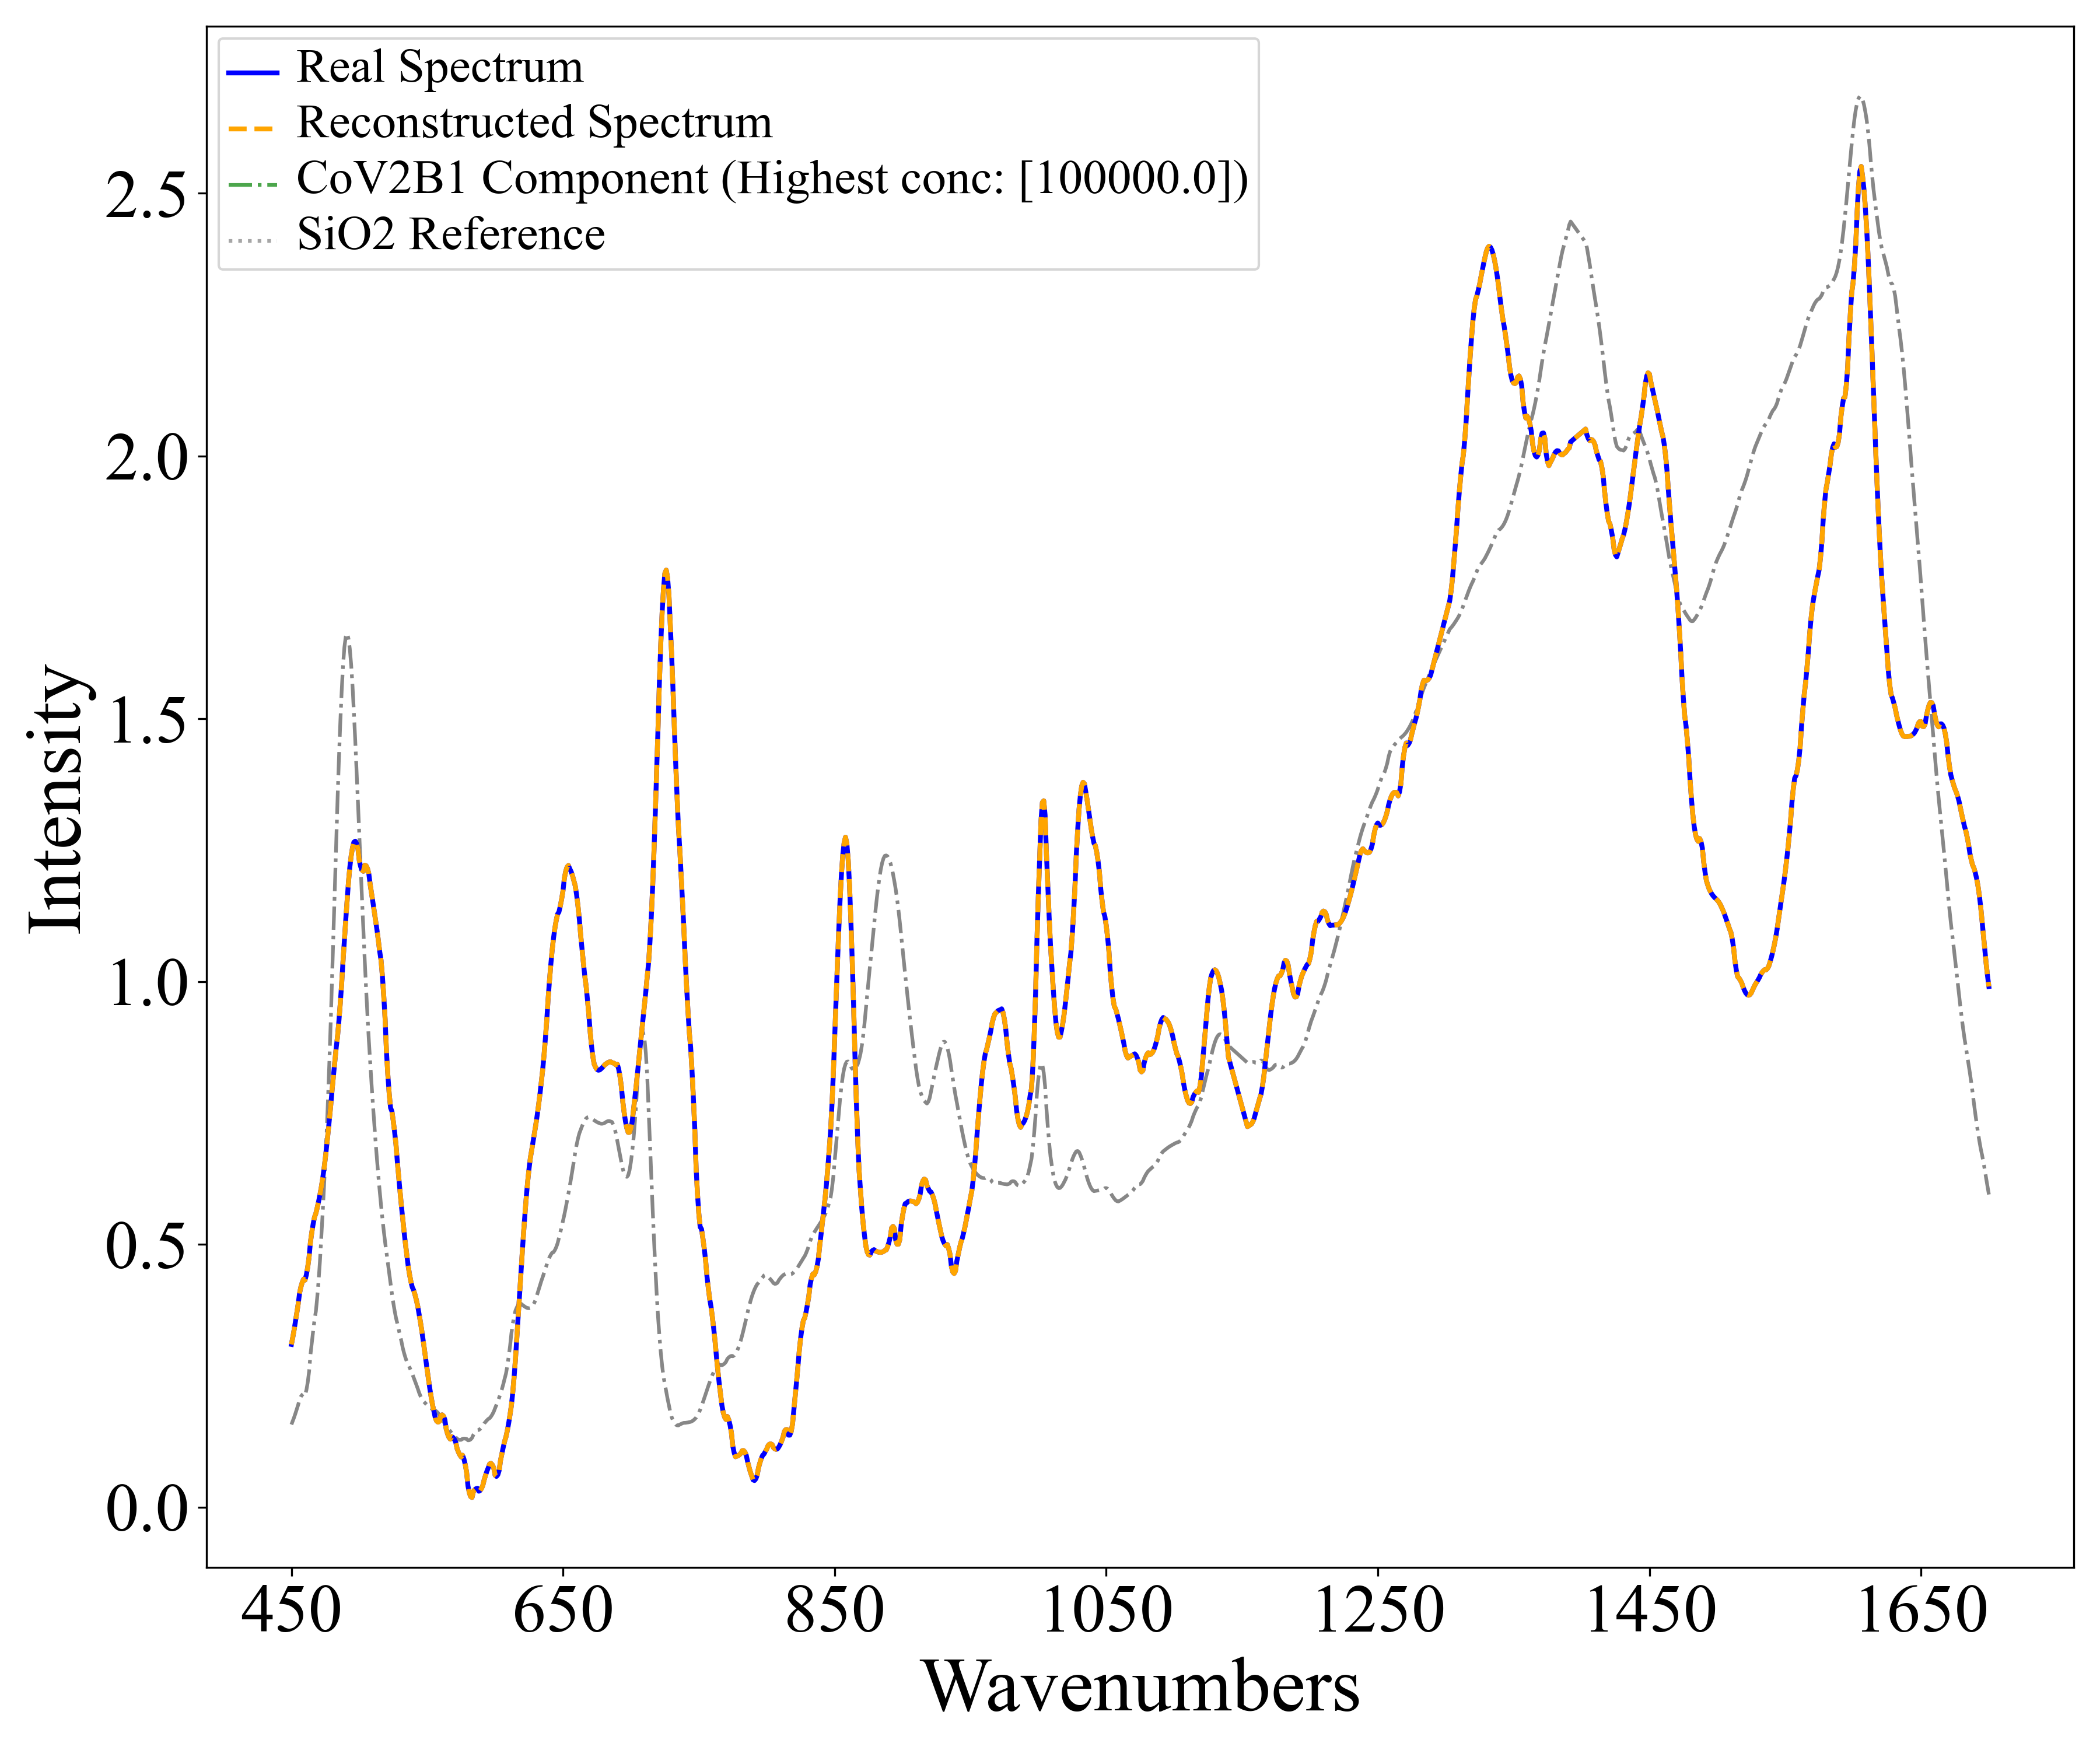 Real Spectrum
Reconstructed Spectrum
CoV2B1 Component (Highest conc: [100000.0])
SiO2 Reference
2.5
2.0
1.5
1.0
0.5
0.0
Intensity
450 650 850 1050 1250 1450 1650
Wavenumbers